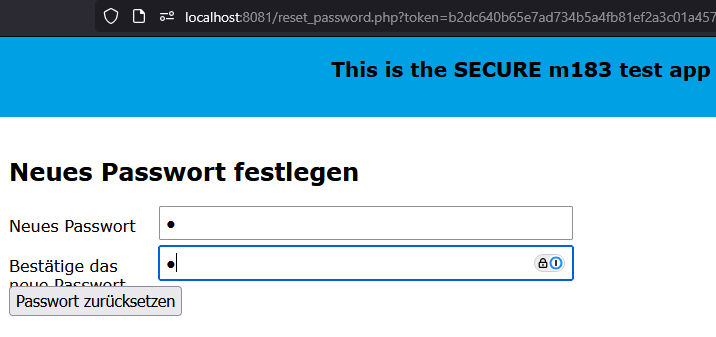 localhost:8081/reset_password.php?token=b2dc640b65e7ad734b5a4fb81ef2a3c01a457
This is the SECURE m183 test app
Neues Passwort festlegen
Neues Passwort
Bestätige das
neue Passwort
Passwort zurücksetzen